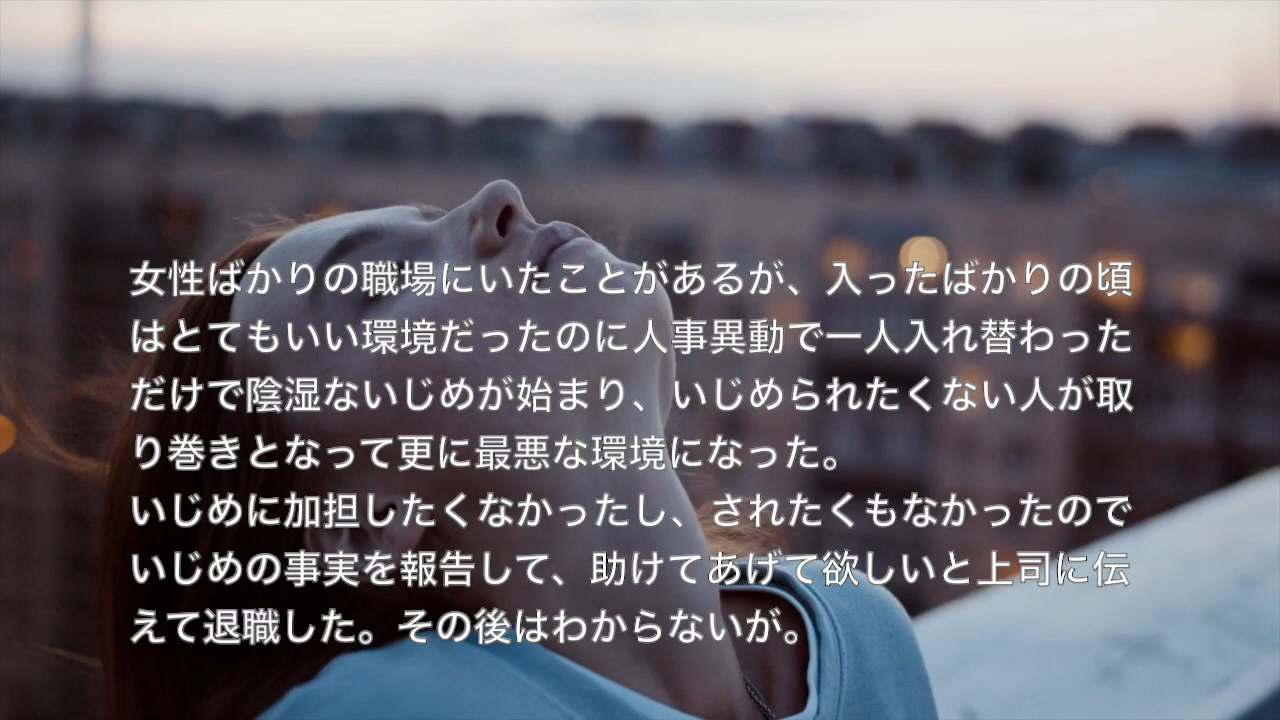 女性ばかりの職場にいたことがあるが、入ったばかりの頃
はとてもいい環境だったのに人事異動で一人入れ替わった
だけで陰湿ないじめが始まり、いじめられたくない人が取
り巻きとなって更に最悪な環境になった。
いじめに加担したくなかったし、されたくもなかったので
いじめの事実を報告して、助けてあげて欲しいと上司に伝
えて退職した。その後はわからないが。